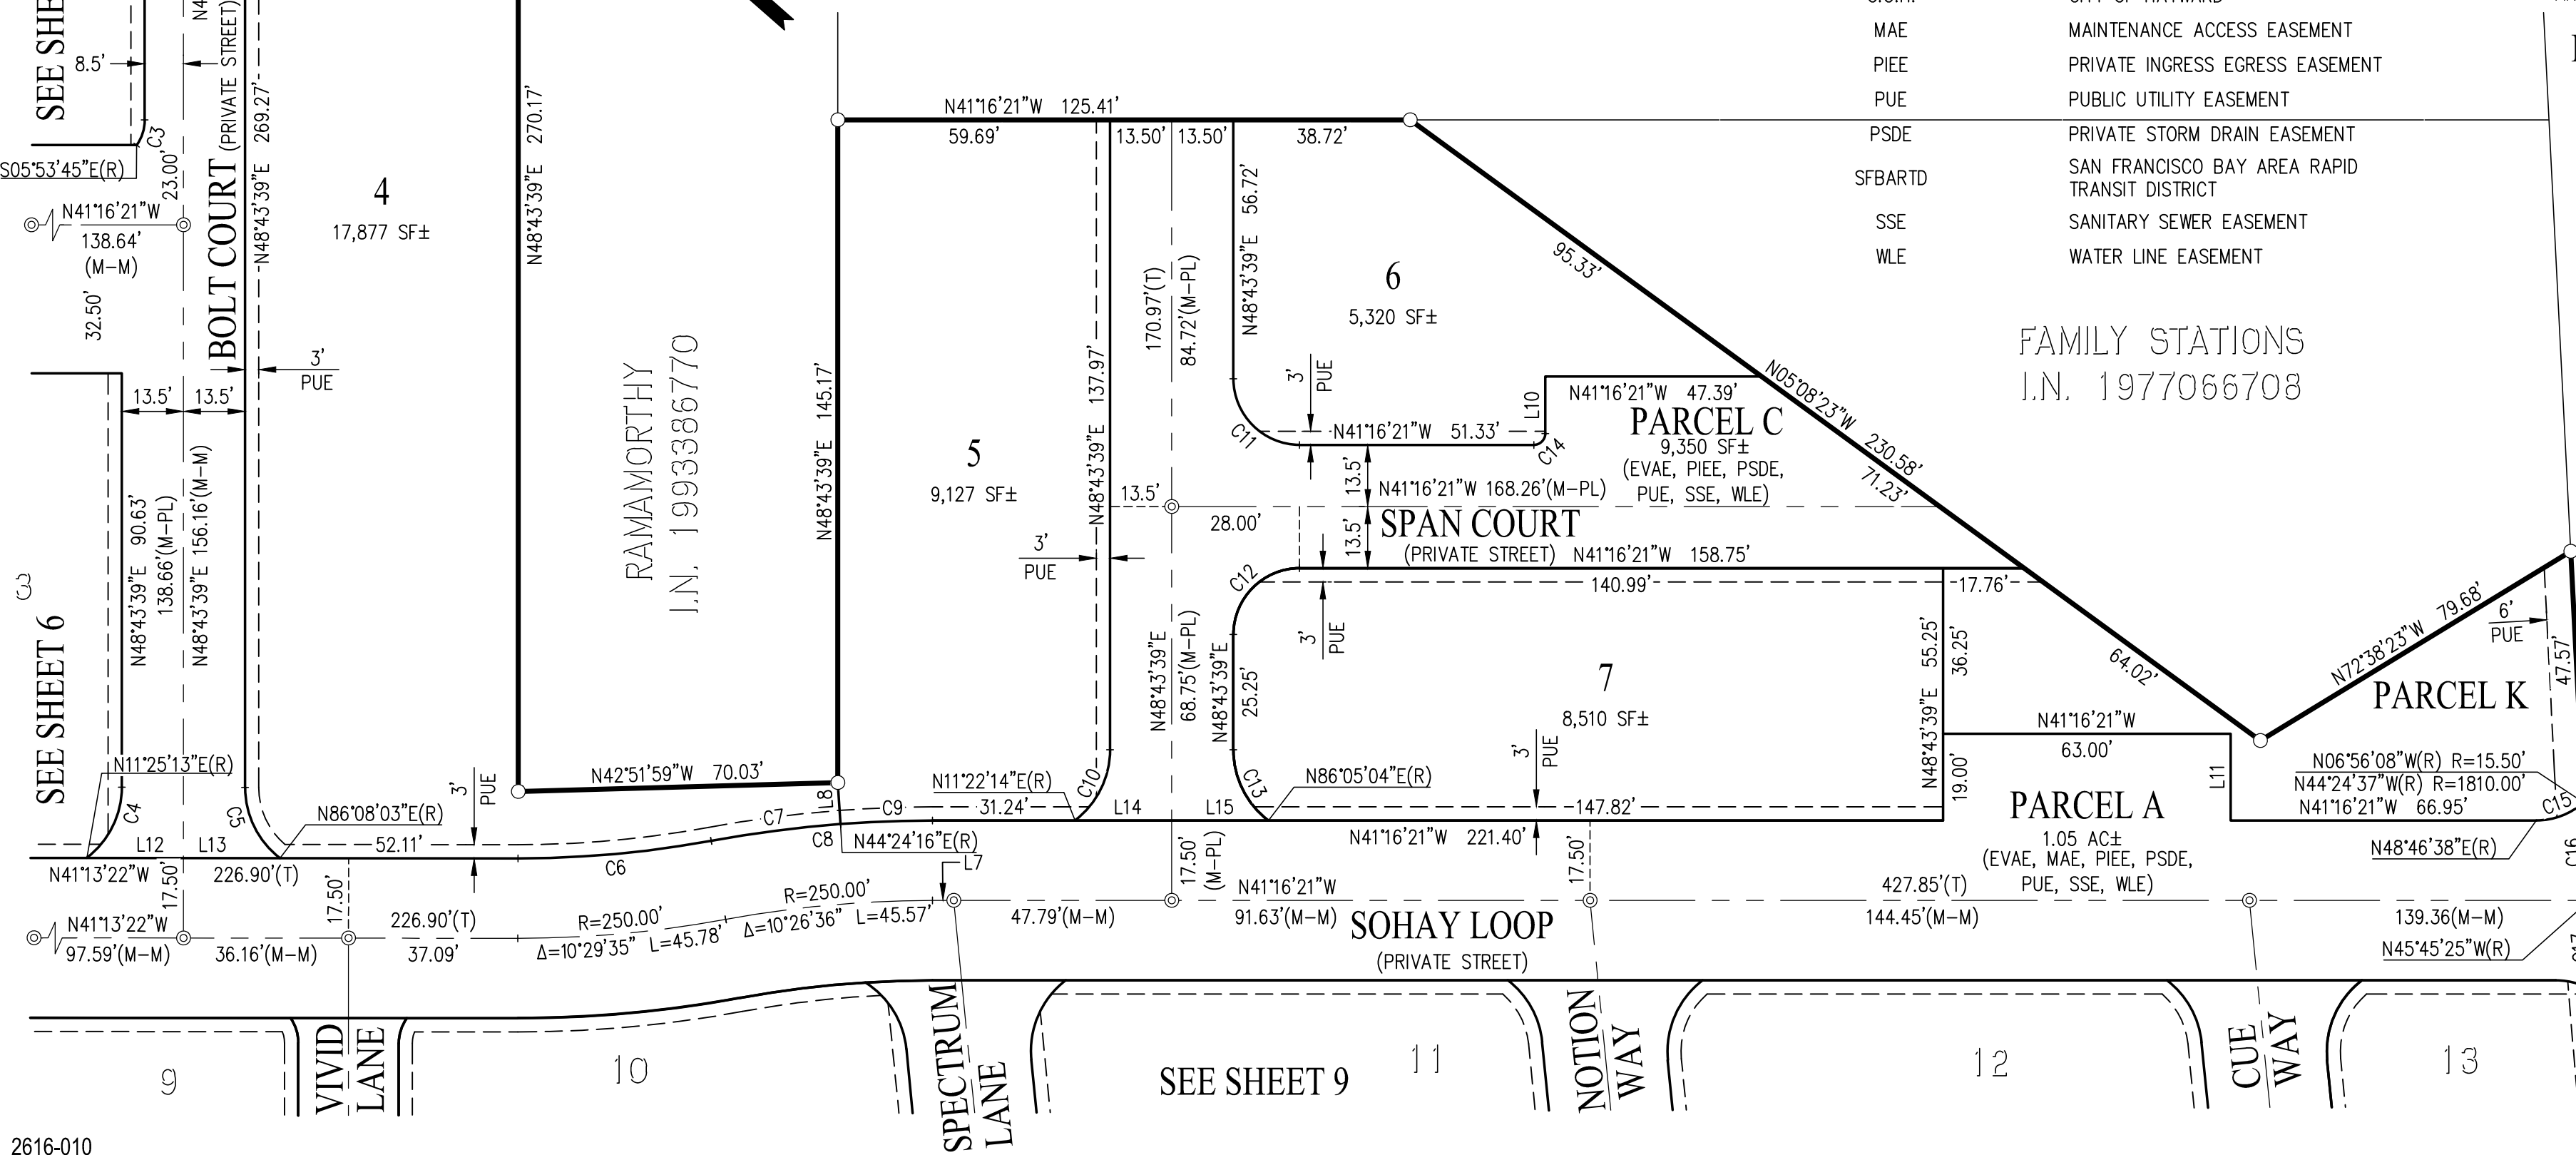 MAE MAINTENANCE ACCESS EASEMENT
PIEE PRIVATE INGRESS EGRESS EASEMENT
PUE PUBLIC UTILITY EASEMENT
PSDE PRIVATE STORM DRAIN EASEMENT
SFBARTD SAN FRANCISCO BAY AREA RAPID
TRANSIT DISTRICT
SSE SANITARY SEWER EASEMENT
WLE WATER LINE EASEMENT
FAMILY STATIONS
I.N. 1977066708
SEE SHE
8.5'
C3
S05°53'45"E(R)
23.00'
N41°16'21"W
138.64'
(M-M)
32.50'
BOLT COURT
(PRIVATE STREET)
N48°43'39"E 269.27'
3'
PUE
13.5' 13.5'
N48°43'39"E 90.63'
138.66'(M-PL)
N48°43'39"E 156.16'(M-M)
3
SEE SHEET 6
N11°25'13"E(R)
C4
C5
N86°08'03"E(R)
L12 L13
52.11'
3'
PUE
N41°13'22"W
17.50'
226.90'(T)
17.50'
N41°13'22"W
97.59'(M-M)
36.16'(M-M)
226.90'(T)
37.09'
4
17,877 SF±
N48°43'39"E 270.17'
RAMAMORTHY
I.N. 1993386770
N42°51'59"W 70.03'
N48°43'39"E 145.17'
L8
C6
C7
C8
C9
N44°24'16"E(R)
L7
R=250.00'
Δ=10°29'35" L=45.78'
R=250.00'
Δ=10°26'36" L=45.57'
N41°16'21"W 125.41'
59.69'
13.50' 13.50'
38.72'
5
9,127 SF±
3'
PUE
N48°43'39"E 137.97'
N11°22'14"E(R)
31.24'
C10
L14 L15
170.97'(T)
84.72'(M-PL)
N48°43'39"E 56.72'
6
5,320 SF±
95.33'
3'
PUE
C11
N41°16'21"W 51.33'
L10
C14
N41°16'21"W 47.39'
PARCEL C
9,350 SF±
(EVAE, PIEE, PSDE,
PUE, SSE, WLE)
N05°08'23"W 230.58'
71.23'
13.5'
13.5'
N41°16'21"W 168.26'(M-PL)
28.00'
SPAN COURT
(PRIVATE STREET)
13.5'
N41°16'21"W 158.75'
C12
140.99'
17.76'
3'
PUE
N48°43'39"E
68.75'(M-PL)
N48°43'39"E
25.25'
7
8,510 SF±
N48°43'39"E 55.25'
36.25'
19.00'
64.02'
C13
N86°05'04"E(R)
3'
PUE
147.82'
N41°16'21"W 221.40'
17.50'
(M-PL)
17.50'
N41°16'21"W
63.00'
L11
PARCEL A
1.05 AC±
(EVAE, MAE, PIEE, PSDE,
PUE, SSE, WLE)
N72°38'23"W 79.68'
6'
PUE
47.57'
PARCEL K
N06°56'08"W(R) R=15.50'
N44°24'37"W(R) R=1810.00'
N41°16'21"W 66.95'
C15
N48°46'38"E(R)
C16
47.79'(M-M)
N41°16'21"W
91.63'(M-M)
SOHAY LOOP
(PRIVATE STREET)
427.85'(T)
144.45'(M-M)
139.36(M-M)
N45°45'25"W(R)
9
VIVID
LANE
10
SPECTRUM
LANE
SEE SHEET 9
11
NOTION
WAY
12
CUE
WAY
13
2616-010